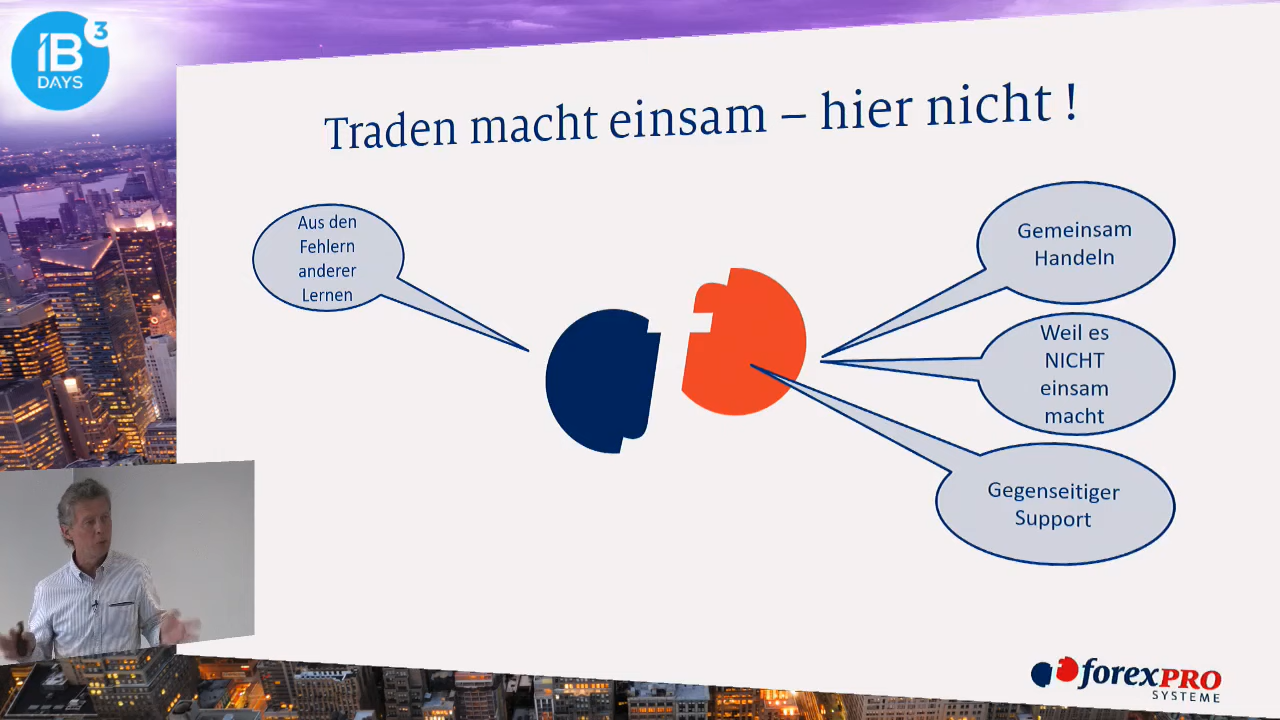 iB 3
DAYS
Traden macht einsam – hier nicht !
Aus den
Fehlern
anderer
Lernen
Gemeinsam
Handeln
Weil es
NICHT
einsam
macht
Gegenseitiger
Support
forexPRO
SYSTEME